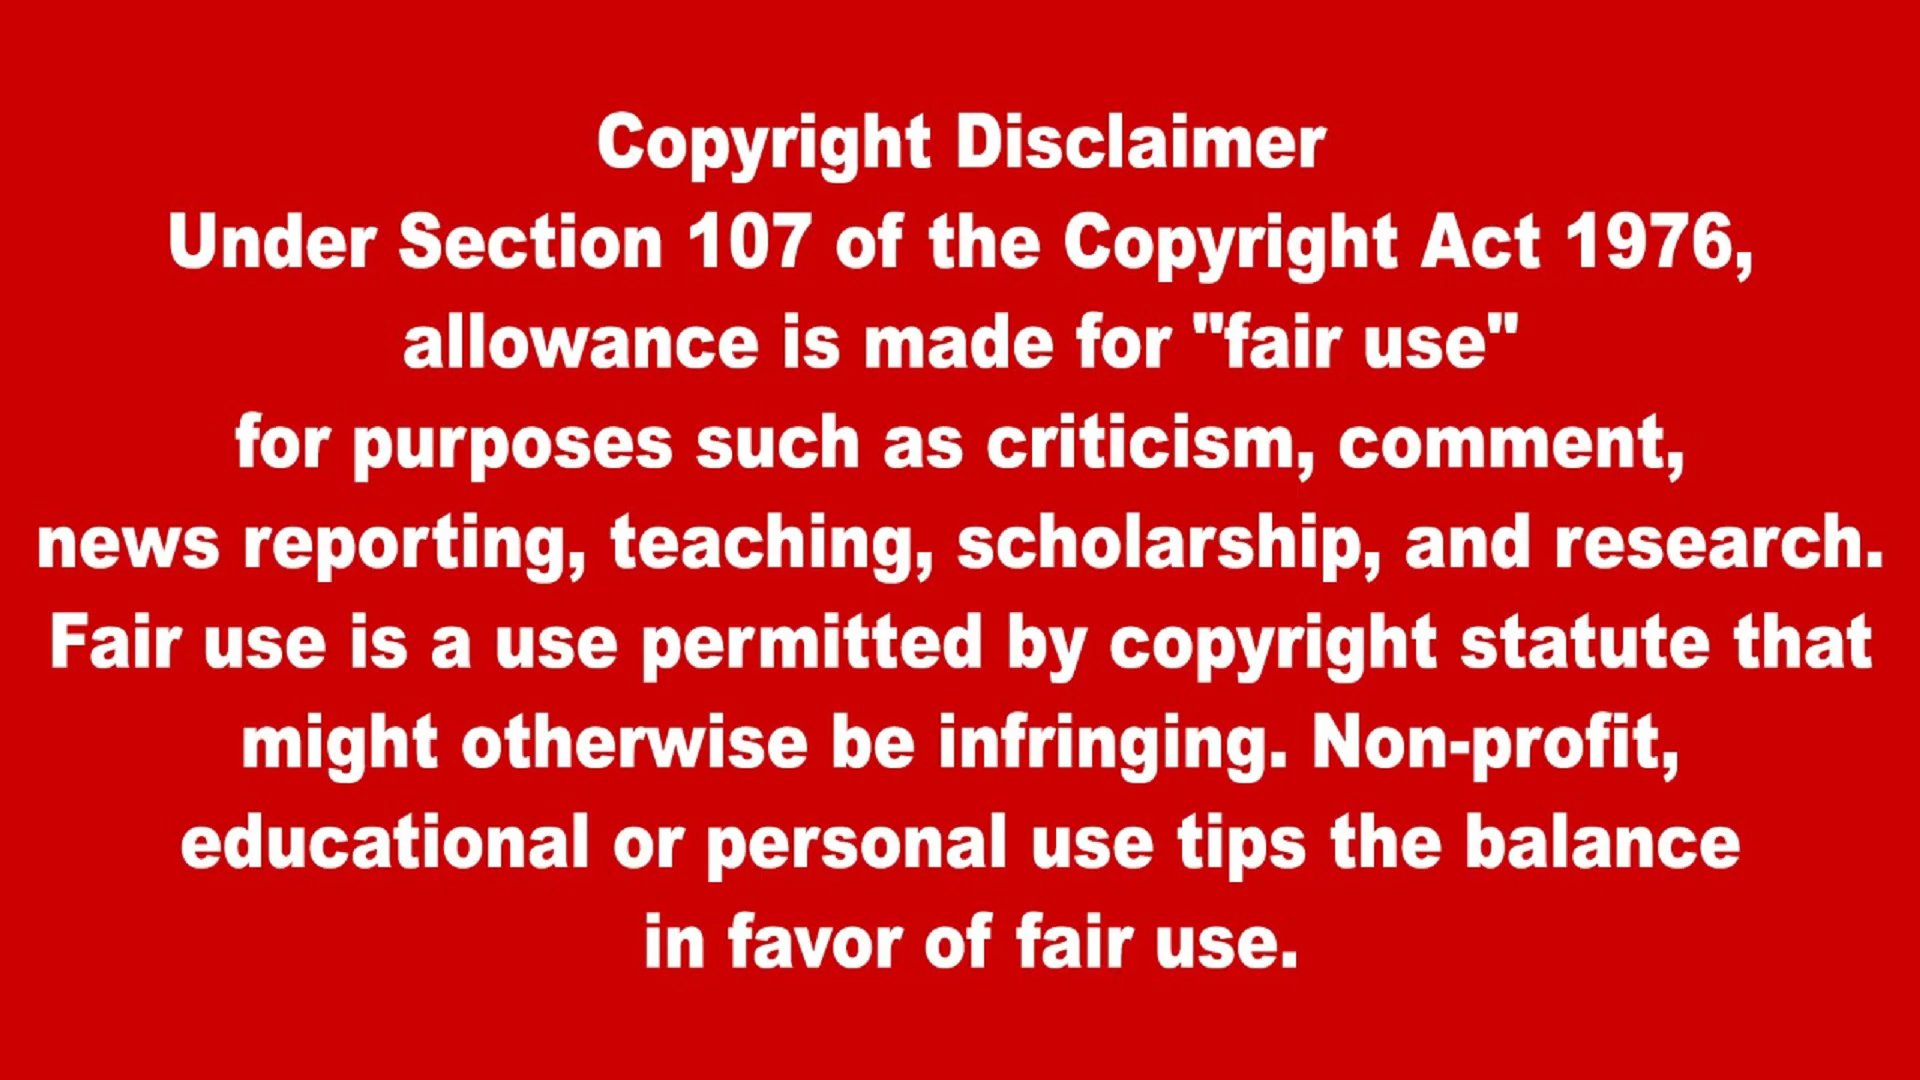 Copyright Disclaimer
Under Section 107 of the Copyright Act 1976,
allowance is made for "fair use"
for purposes such as criticism, comment,
news reporting, teaching, scholarship, and research.
Fair use is a use permitted by copyright statute that
might otherwise be infringing. Non-profit,
educational or personal use tips the balance
in favor of fair use.